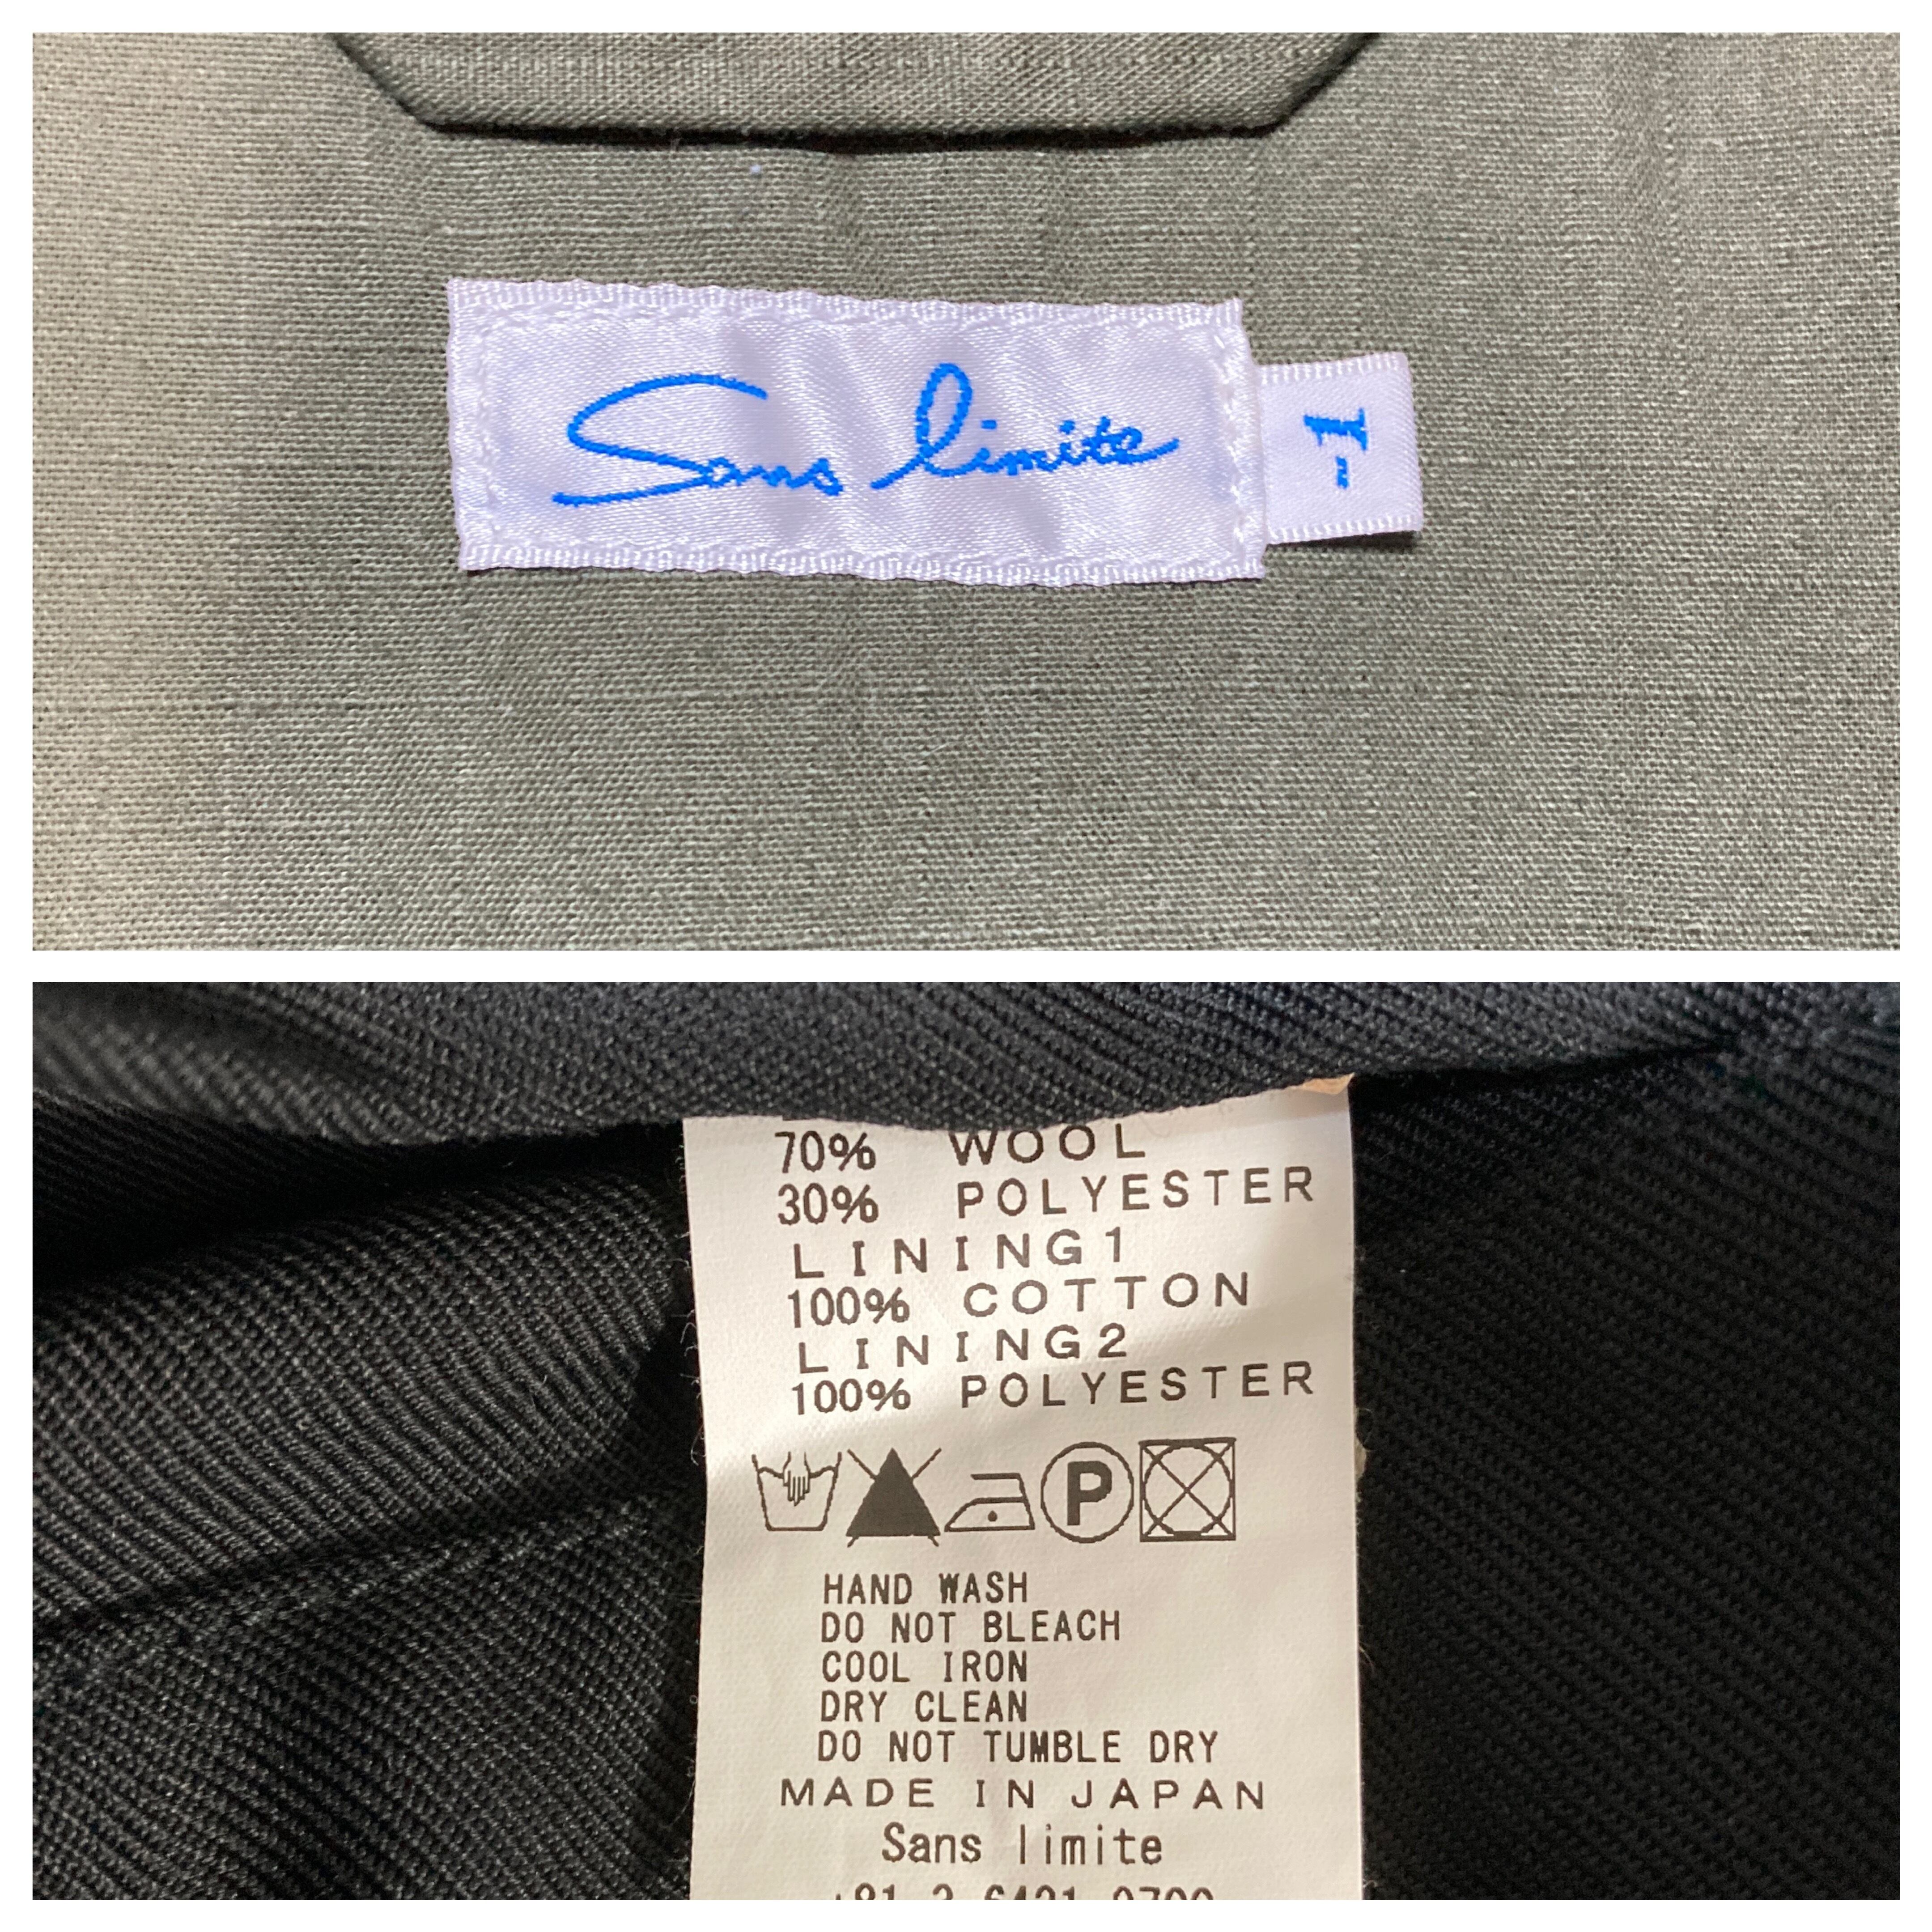 Sans limite
70% WOOL
30% POLYESTER
LINING1
100% COTTON
LINING2
100% POLYESTER
P
HAND WASH
DO NOT BLEACH
COOL IRON
DRY CLEAN
DO NOT TUMBLE DRY
MADE IN JAPAN
Sans limite